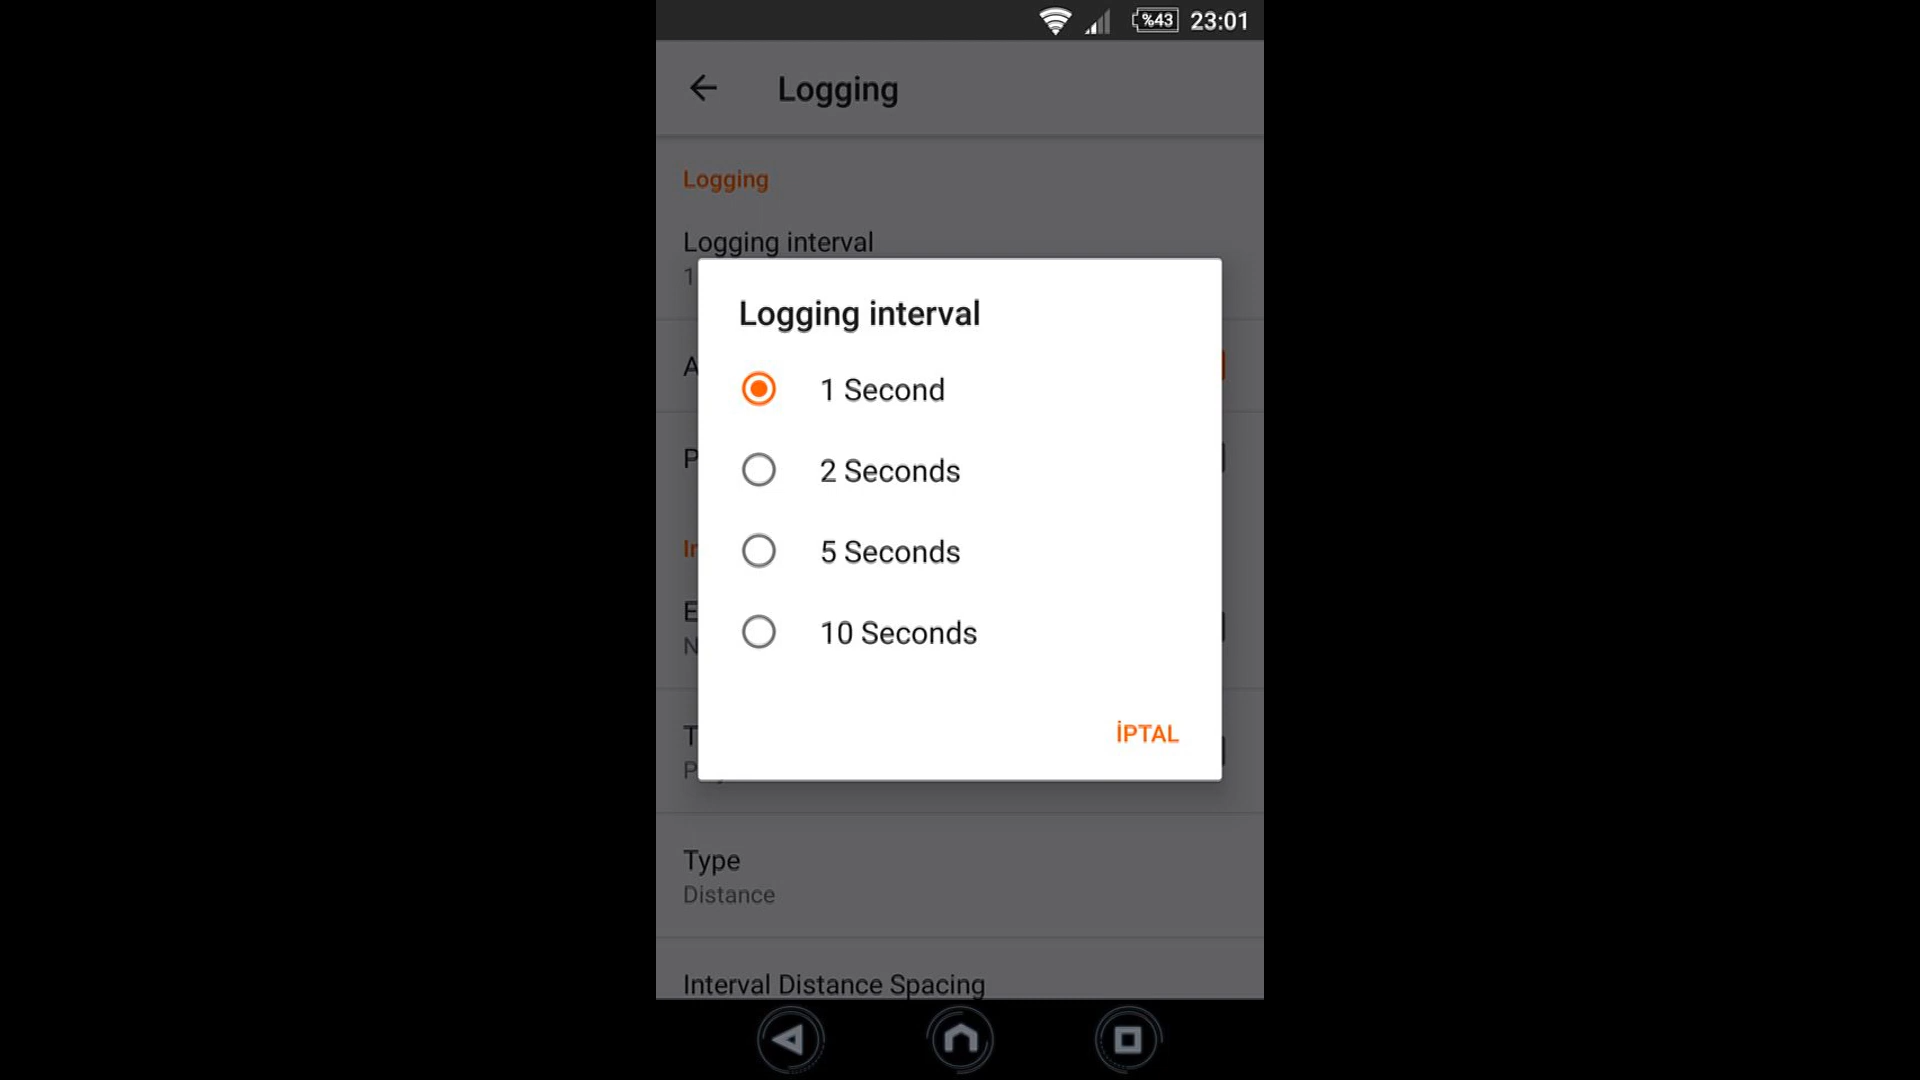 %43 23:01
Logging
Logging
Logging interval
1
Logging interval
A
1 Second
P
2 Seconds
5 Seconds
E
10 Seconds
N
T
İPTAL
Type
Distance
Interval Distance Spacing